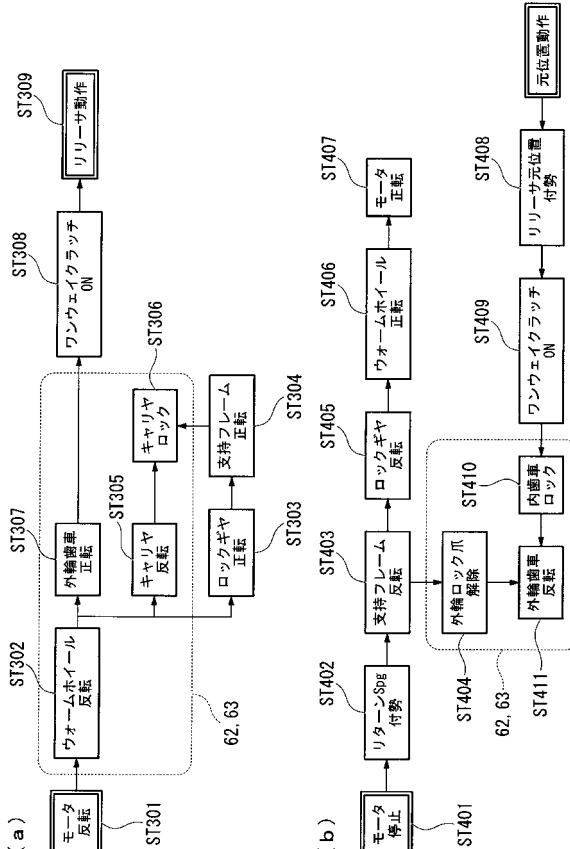 (a)
モータ
反転
ST301
ウォームホイール
反転
ST302
外輪歯車
正転
ST307
キャリヤ
反転
ST305
ロックギヤ
正転
ST303
キャリヤ
ロック
ST306
支持フレーム
正転
ST304
62, 63
ワンウェイクラッチ
ON
ST308
リリーサ動作
ST309
(b)
モータ
停止
ST401
リターンSpg
付勢
ST402
支持フレーム
反転
ST403
ロックギヤ
反転
ST405
ウォームホイール
正転
ST406
モータ
正転
ST407
外輪ロック爪
解除
ST404
外輪歯車
反転
ST411
内歯車
ロック
ST410
62, 63
ワンウェイクラッチ
ON
ST409
リリーサ元位置
付勢
ST408
元位置動作